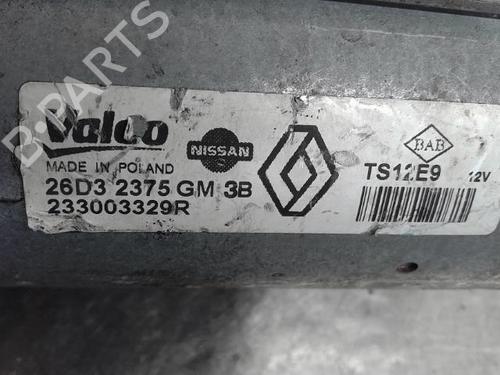 B-PARTS
Valeo
NISSAN
BAB
MADE IN POLAND
TS12E9
12V
26D3 2375 GM 3B
233003329R